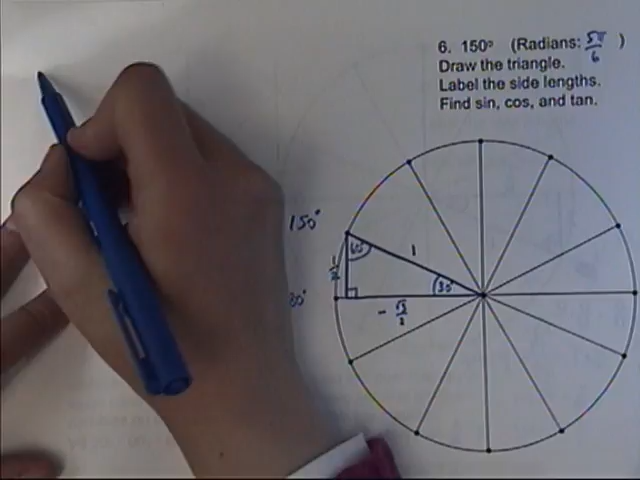 6. 150° (Radians: 5π/6 )
Draw the triangle.
Label the side lengths.
Find sin, cos, and tan.
150°
60°
1
1/2
30°
- √3/2